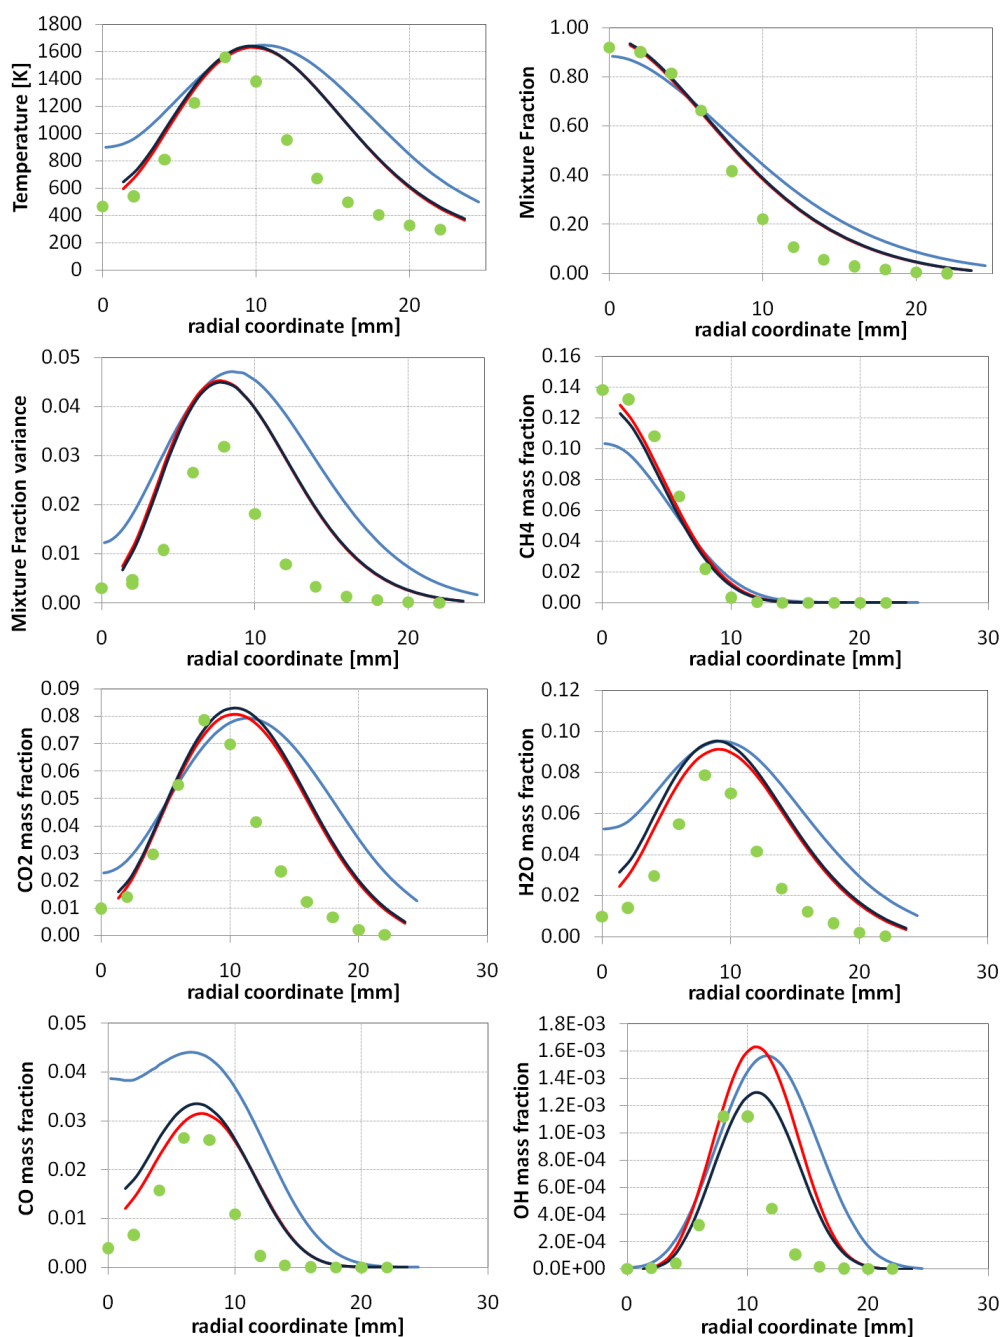 Temperature [K]
1800
1600
1400
1200
1000
800
600
400
200
0
0 10 20
radial coordinate [mm]
Mixture Fraction
1.00
0.80
0.60
0.40
0.20
0.00
0 10 20
radial coordinate [mm]
Mixture Fraction variance
0.05
0.04
0.03
0.02
0.01
0.00
0 10 20
radial coordinate [mm]
CH4 mass fraction
0.16
0.14
0.12
0.10
0.08
0.06
0.04
0.02
0.00
0 10 20 30
radial coordinate [mm]
CO2 mass fraction
0.09
0.08
0.07
0.06
0.05
0.04
0.03
0.02
0.01
0.00
0 10 20 30
radial coordinate [mm]
H2O mass fraction
0.12
0.10
0.08
0.06
0.04
0.02
0.00
0 10 20 30
radial coordinate [mm]
CO mass fraction
0.05
0.04
0.03
0.02
0.01
0.00
0 10 20 30
radial coordinate [mm]
OH mass fraction
1.8E-03
1.6E-03
1.4E-03
1.2E-03
1.0E-03
8.0E-04
6.0E-04
4.0E-04
2.0E-04
0.0E+00
0 10 20 30
radial coordinate [mm]